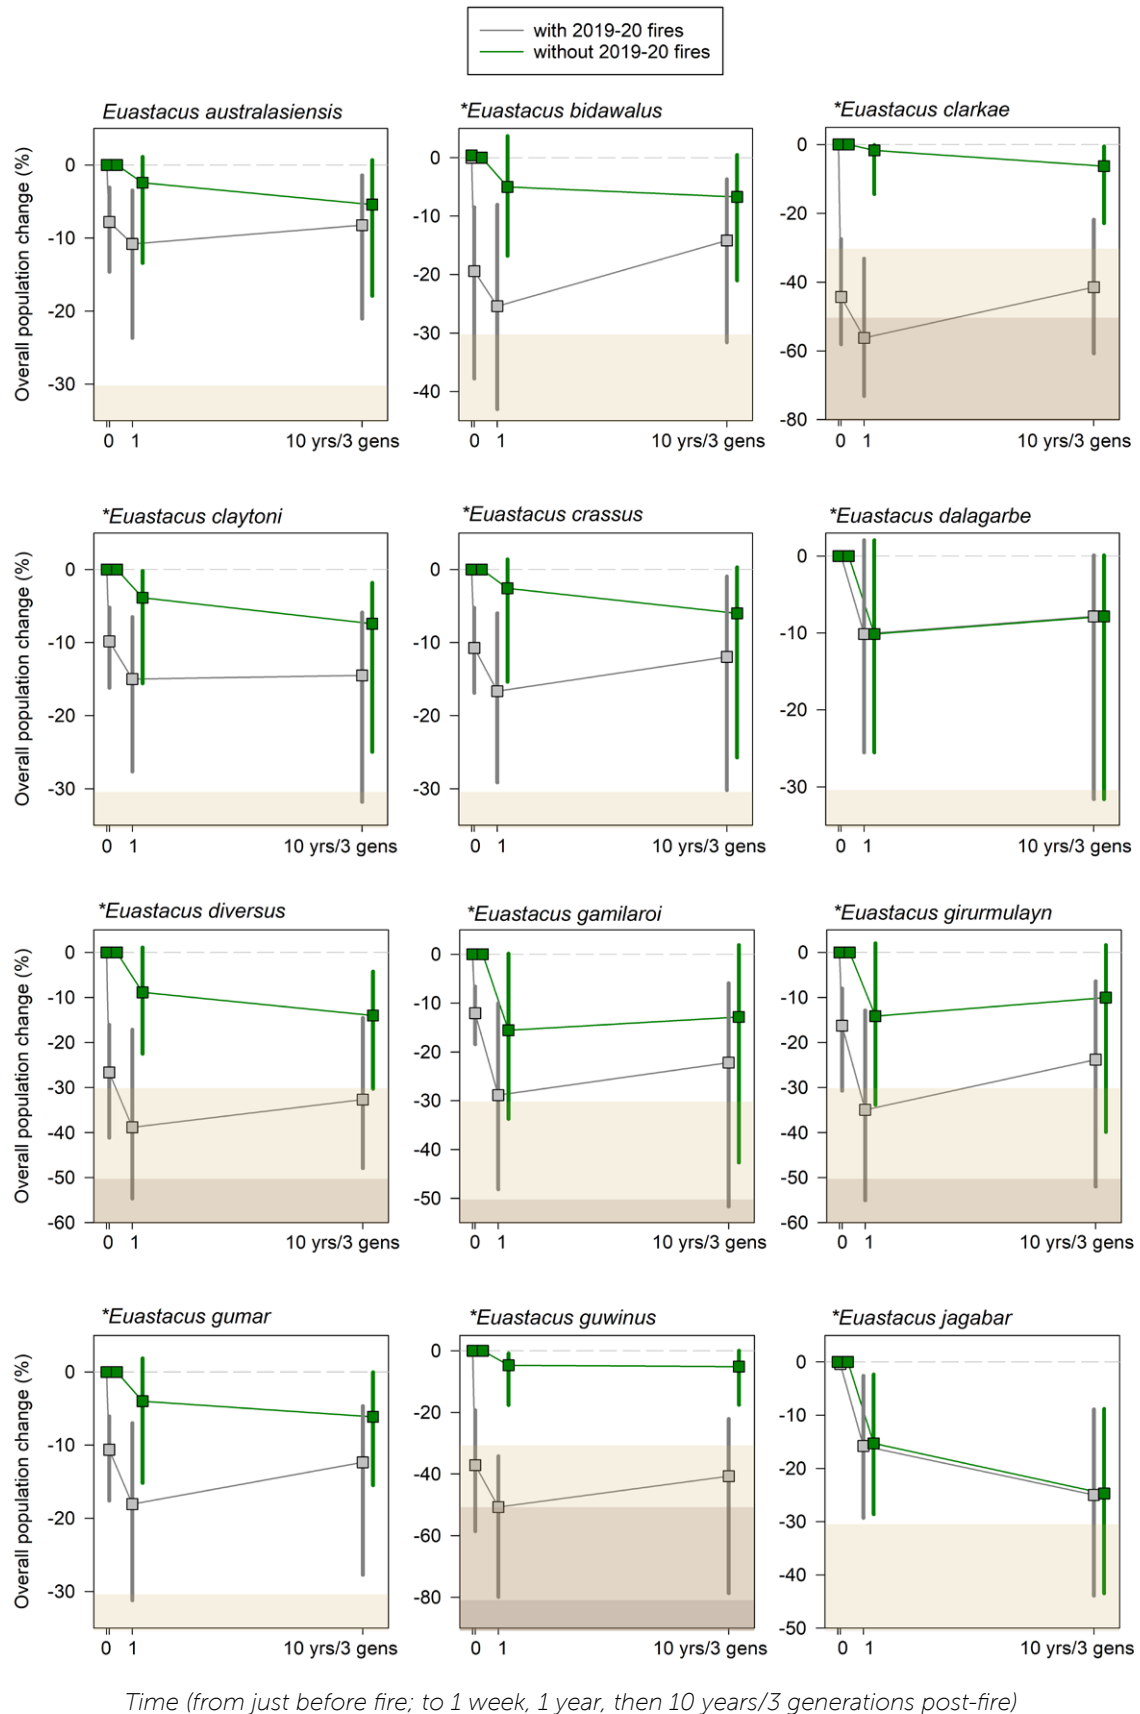 with 2019-20 fires
without 2019-20 fires
Euastacus australasiensis
*Euastacus bidawalus
*Euastacus clarkae
Overall population change (%)
0
-10
-20
-30
0 1 10 yrs/3 gens
0
-10
-20
-30
-40
0 1 10 yrs/3 gens
0
-20
-40
-60
-80
0 1 10 yrs/3 gens
*Euastacus claytoni
*Euastacus crassus
*Euastacus dalagarbe
Overall population change (%)
0
-10
-20
-30
0 1 10 yrs/3 gens
0
-10
-20
-30
0 1 10 yrs/3 gens
0
-10
-20
-30
0 1 10 yrs/3 gens
*Euastacus diversus
*Euastacus gamilaroi
*Euastacus girurmulayn
Overall population change (%)
0
-10
-20
-30
-40
-50
-60
0 1 10 yrs/3 gens
0
-10
-20
-30
-40
-50
0 1 10 yrs/3 gens
0
-10
-20
-30
-40
-50
-60
0 1 10 yrs/3 gens
*Euastacus gumar
*Euastacus guwinus
*Euastacus jagabar
Overall population change (%)
0
-10
-20
-30
0 1 10 yrs/3 gens
0
-20
-40
-60
-80
0 1 10 yrs/3 gens
0
-10
-20
-30
-40
-50
0 1 10 yrs/3 gens
Time (from just before fire; to 1 week, 1 year, then 10 years/3 generations post-fire)